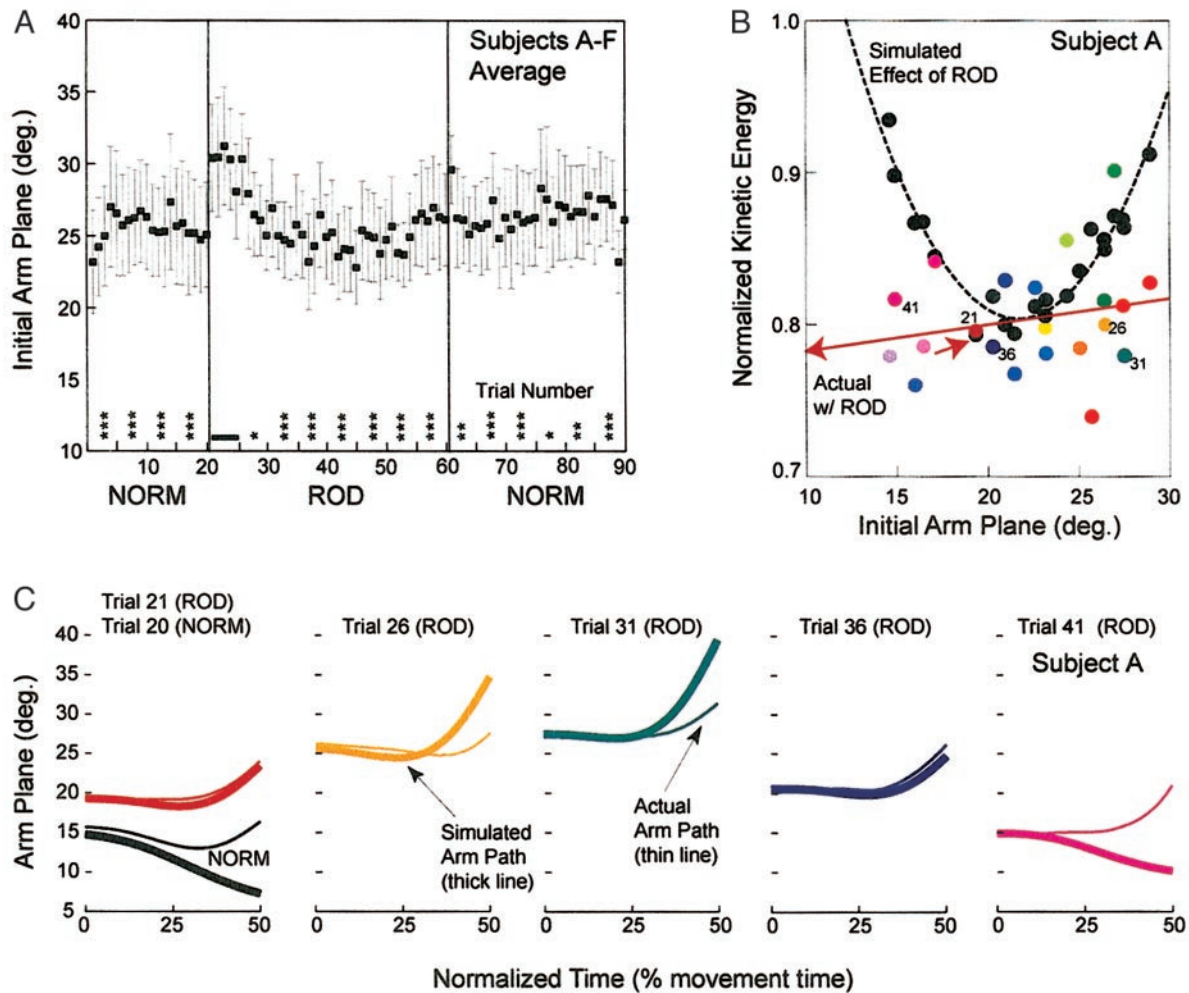 A
Subjects A-F
Average
Initial Arm Plane (deg.)
40
35
30
25
20
15
10
Trial Number
*** *** *** *** * *** *** *** *** *** *** ** *** *** * ** ***
10 20 30 40 50 60 70 80 90
NORM ROD NORM
B
Subject A
Simulated
Effect of ROD
Normalized Kinetic Energy
1.0
0.9
0.8
0.7
41
21
36
26
31
Actual
w/ ROD
10 15 20 25 30
Initial Arm Plane (deg.)
C
Trial 21 (ROD)
Trial 20 (NORM)
Trial 26 (ROD)
Trial 31 (ROD)
Trial 36 (ROD)
Trial 41 (ROD)
Subject A
Arm Plane (deg.)
40
35
30
25
20
15
10
5
NORM
Simulated
Arm Path
(thick line)
Actual
Arm Path
(thin line)
0 25 50
0 25 50
0 25 50
0 25 50
0 25 50
Normalized Time (% movement time)